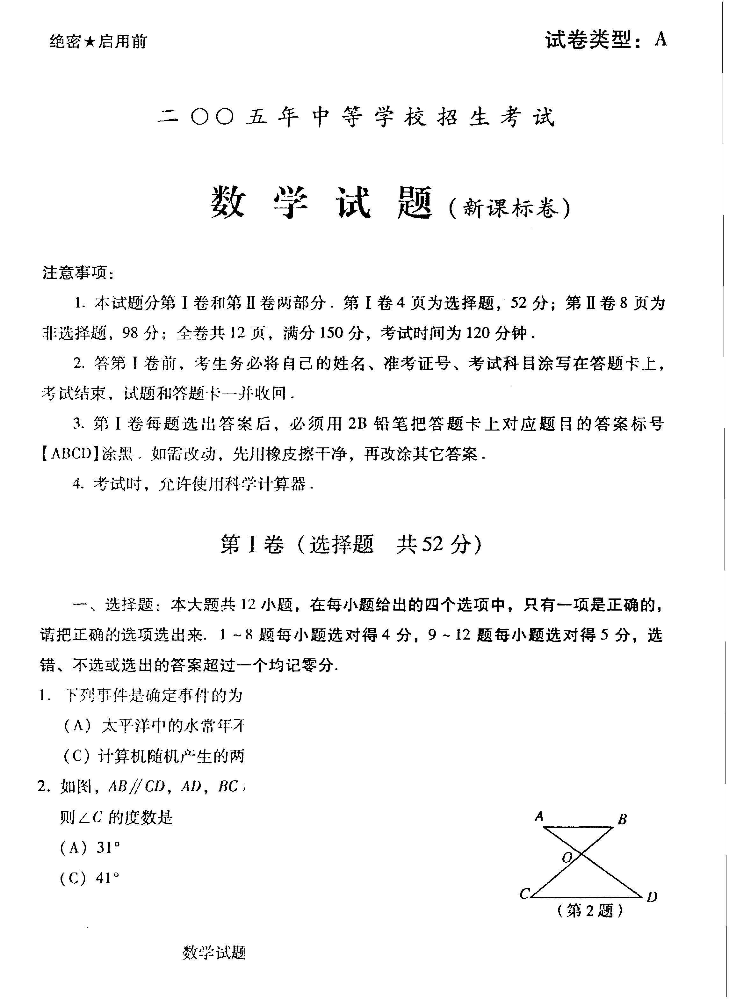 绝密★启用前
试卷类型：A
二〇〇五年中等学校招生考试
数学试题（新课标卷）
注意事项：
1. 本试题分第Ⅰ卷和第Ⅱ卷两部分．第Ⅰ卷4页为选择题，52分；第Ⅱ卷8页为
非选择题，98分；全卷共12页，满分150分，考试时间为120分钟．
2. 答第Ⅰ卷前，考生务必将自己的姓名、准考证号、考试科目涂写在答题卡上，
考试结束，试题和答题卡一并收回．
3. 第Ⅰ卷每题选出答案后，必须用2B铅笔把答题卡上对应题目的答案标号
【ABCD】涂黑．如需改动，先用橡皮擦干净，再改涂其它答案．
4. 考试时，允许使用科学计算器．
第Ⅰ卷（选择题　共52分）
一、选择题：本大题共12小题，在每小题给出的四个选项中，只有一项是正确的，
请把正确的选项选出来．1～8题每小题选对得4分，9～12题每小题选对得5分，选
错、不选或选出的答案超过一个均记零分．
1. 下列事件是确定事件的为
（A）太平洋中的水常年不
（C）计算机随机产生的两
2. 如图，AB∥CD，AD，BC
则∠C的度数是
（A）31°
（C）41°
A
B
O
C
D
（第2题）
数学试题